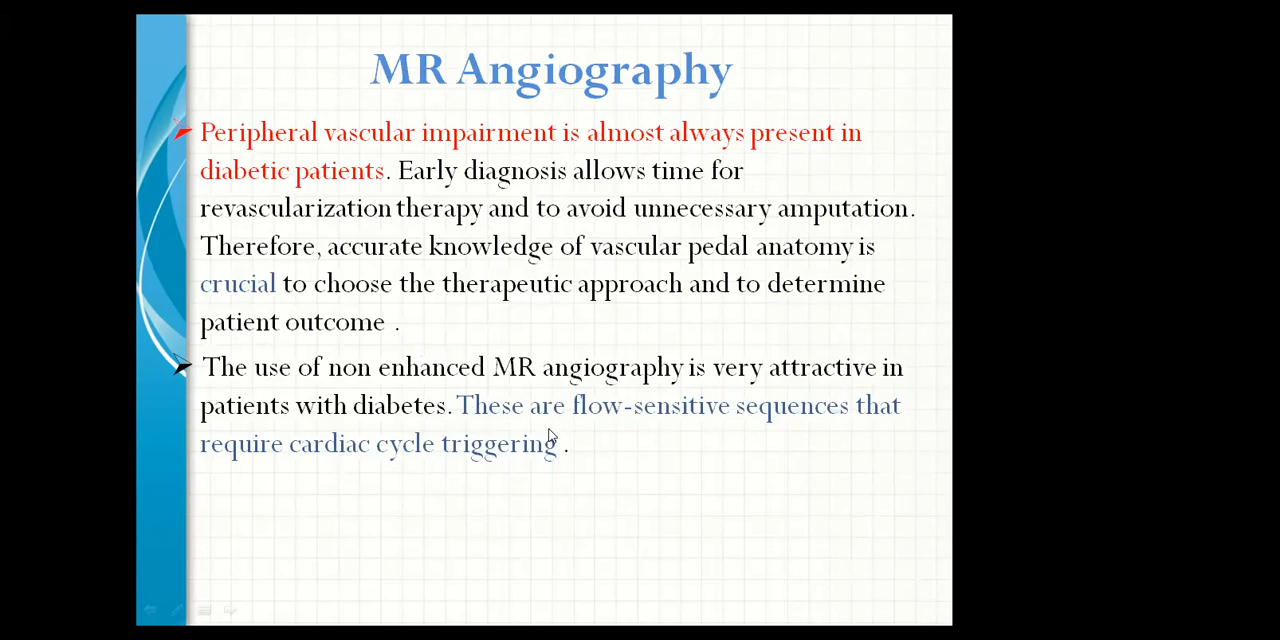 MR Angiography
Peripheral vascular impairment is almost always present in
diabetic patients. Early diagnosis allows time for
revascularization therapy and to avoid unnecessary amputation.
Therefore, accurate knowledge of vascular pedal anatomy is
crucial to choose the therapeutic approach and to determine
patient outcome .
The use of non enhanced MR angiography is very attractive in
patients with diabetes. These are flow-sensitive sequences that
require cardiac cycle triggering .